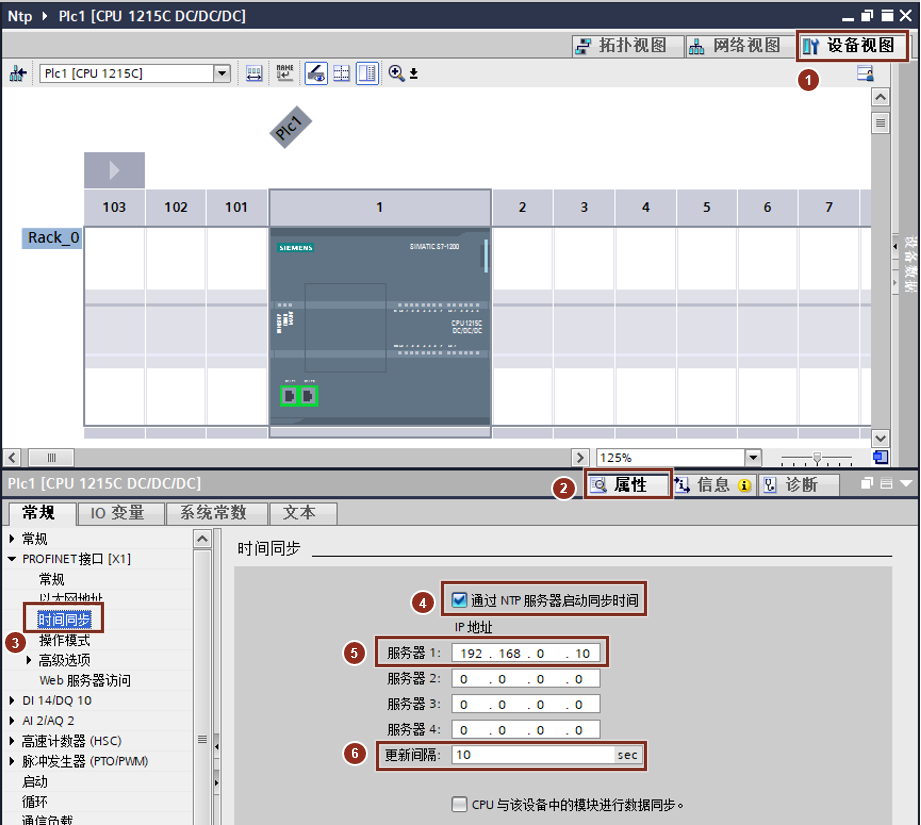 Ntp ▸ Plc1 [CPU 1215C DC/DC/DC]
拓扑视图 网络视图 设备视图
1
Plc1 [CPU 1215C]
NAME
Plc1
103 102 101 1 2 3 4 5 6 7
Rack_0
SIEMENS SIMATIC S7-1200
CPU 1215C
DC/DC/DC
设备数据
125%
Plc1 [CPU 1215C DC/DC/DC]
2 属性 信息 诊断
常规 IO 变量 系统常数 文本
常规
PROFINET接口 [X1]
常规
以太网地址
3 时间同步
操作模式
高级选项
Web 服务器访问
DI 14/DQ 10
AI 2/AQ 2
高速计数器 (HSC)
脉冲发生器 (PTO/PWM)
启动
循环
通信负载
时间同步
4 通过 NTP 服务器启动同步时间
IP 地址
5 服务器 1: 192 . 168 . 0 . 10
服务器 2: 0 . 0 . 0 . 0
服务器 3: 0 . 0 . 0 . 0
服务器 4: 0 . 0 . 0 . 0
6 更新间隔: 10 sec
CPU 与该设备中的模块进行数据同步。